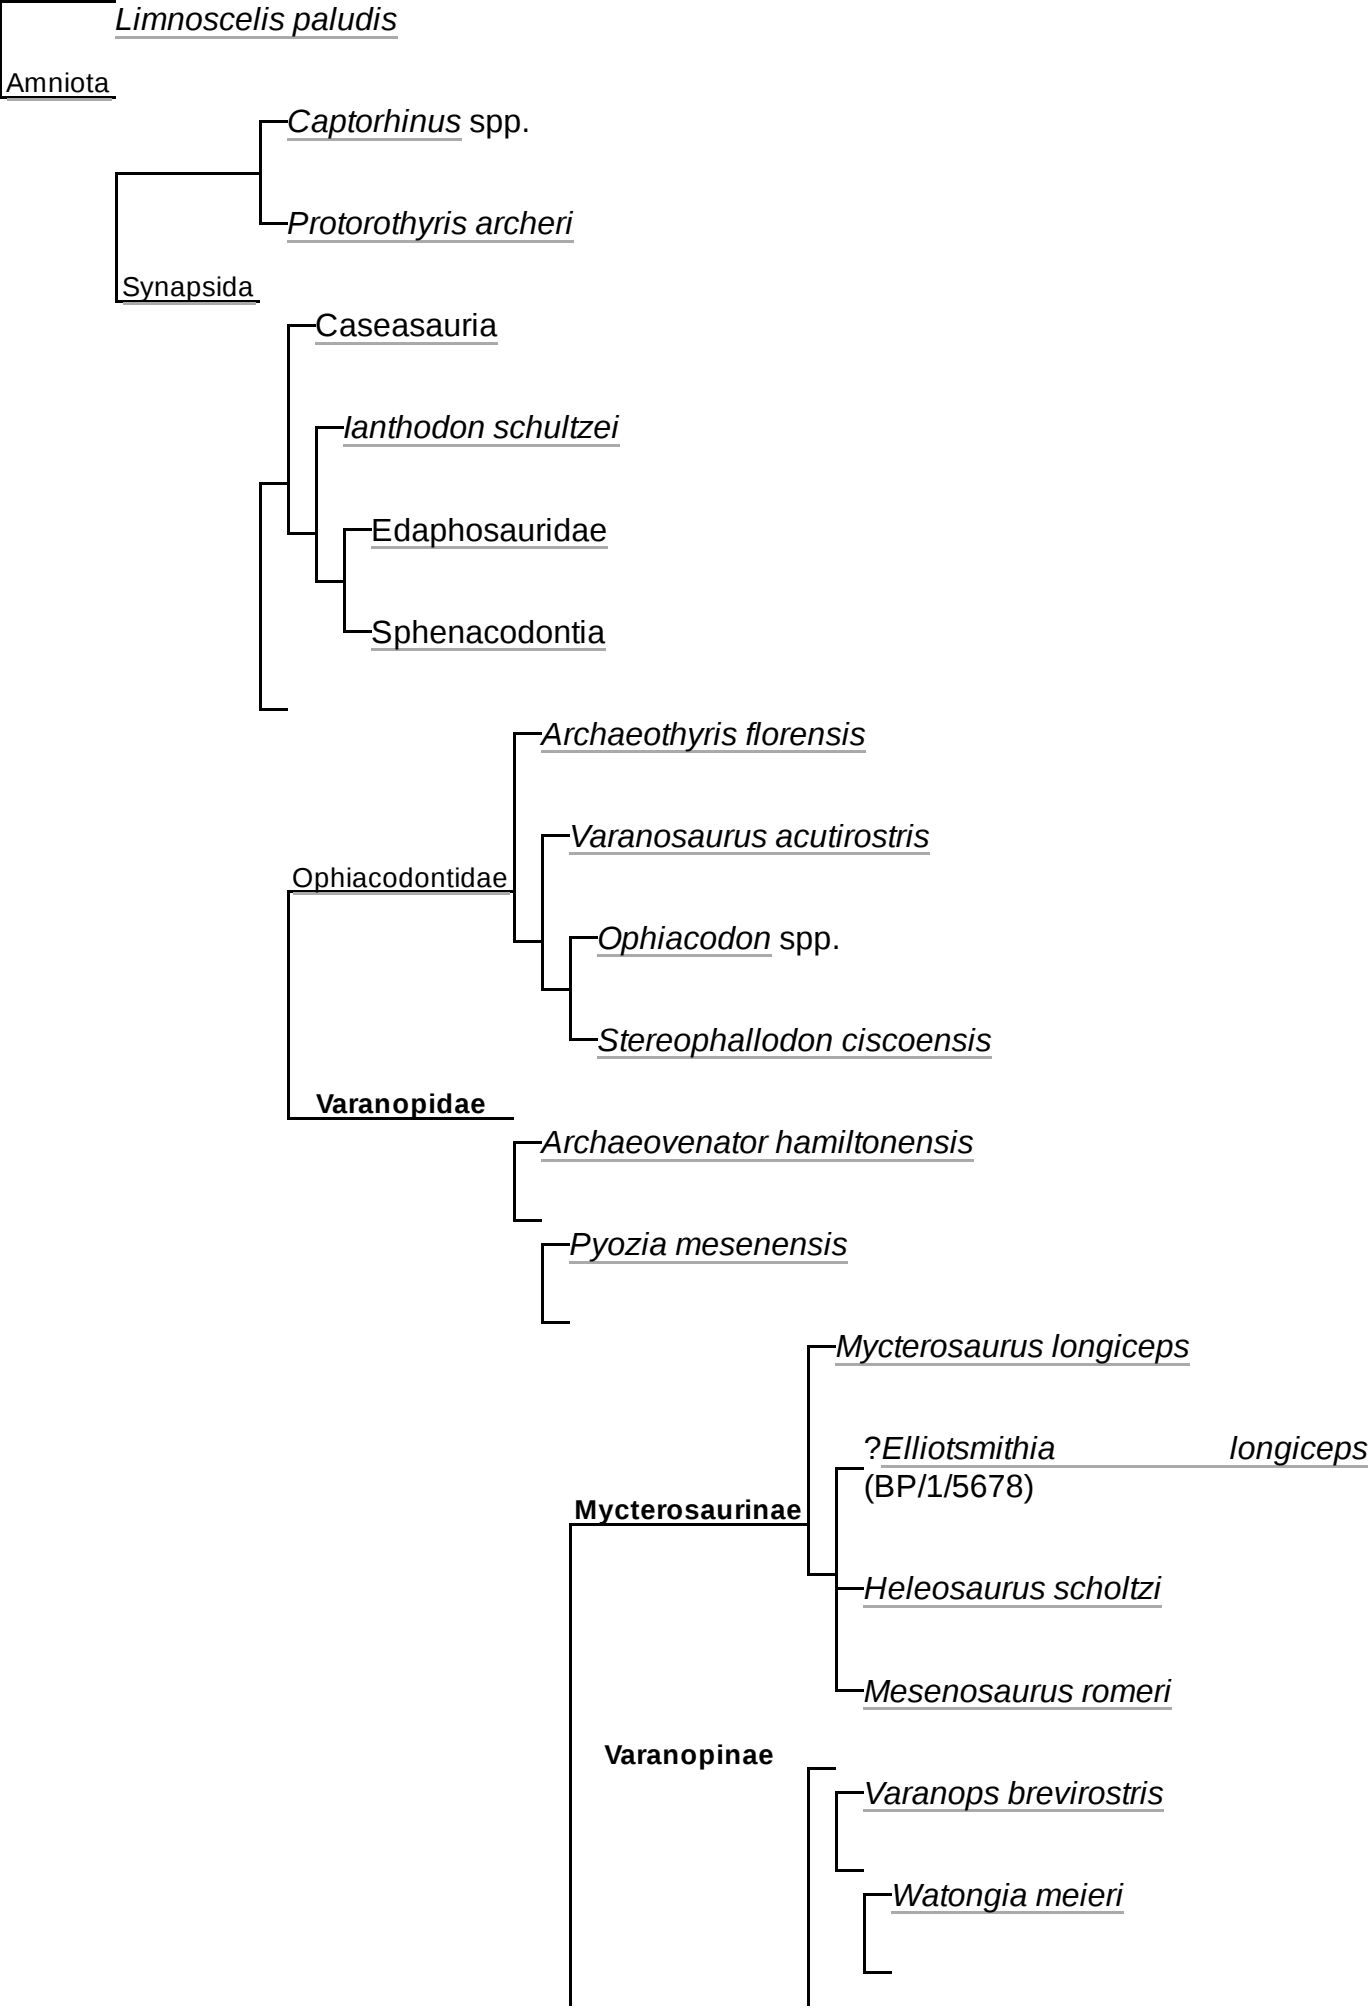 Limnoscelis paludis
Amniota
Captorhinus spp.
Protorothyris archeri
Synapsida
Caseasauria
Ianthodon schultzei
Edaphosauridae
Sphenacodontia
Archaeothyris florensis
Varanosaurus acutirostris
Ophiacodontidae
Ophiacodon spp.
Stereophallodon ciscoensis
Varanopidae
Archaeovenator hamiltonensis
Pyozia mesenensis
Mycterosaurus longiceps
?Elliotsmithia longiceps
(BP/1/5678)
Mycterosaurinae
Heleosaurus scholtzi
Mesenosaurus romeri
Varanopinae
Varanops brevirostris
Watongia meieri